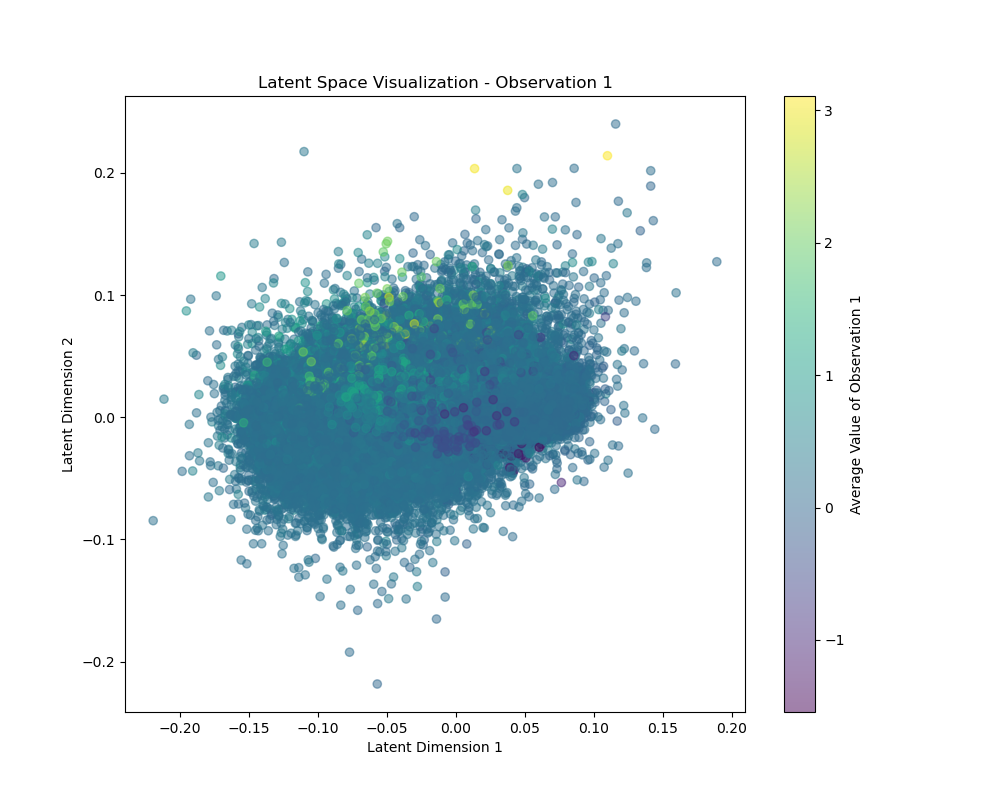 Latent Space Visualization - Observation 1
Latent Dimension 2
0.2
0.1
0.0
−0.1
−0.2
−0.20 −0.15 −0.10 −0.05 0.00 0.05 0.10 0.15 0.20
Latent Dimension 1
3
2
1
0
−1
Average Value of Observation 1